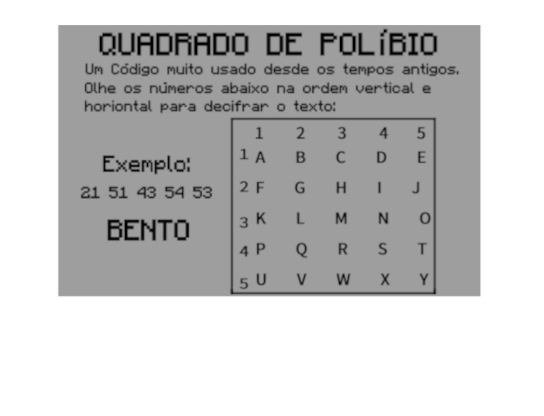 QUADRADO DE POLíBIO
Um Código muito usado desde os tempos antigos.
Olhe os números abaixo na ordem vertical e
horiontal para decifrar o texto:
Exemplo:
21 51 43 54 53
BENTO
1 2 3 4 5
1 A B C D E
2 F G H I J
3 K L M N O
4 P Q R S T
5 U V W X Y